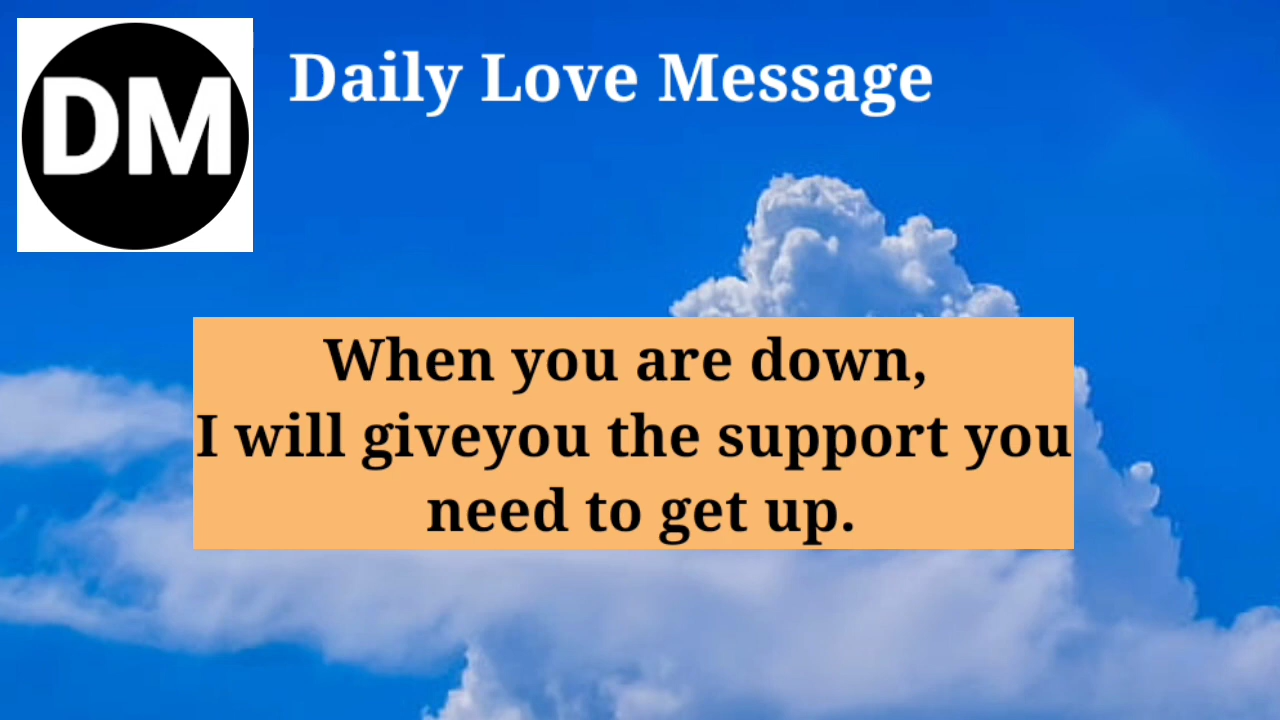 DM
Daily Love Message
When you are down,
I will giveyou the support you
need to get up.